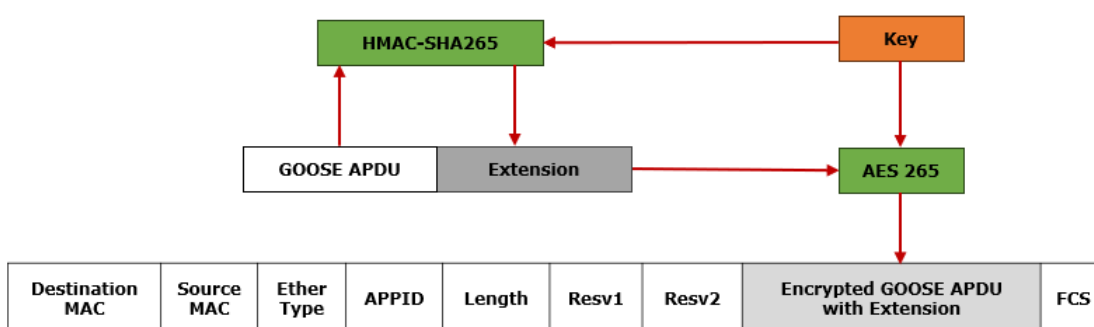 HMAC-SHA265
Key
GOOSE APDU
Extension
AES 265
Destination
MAC
Source
MAC
Ether
Type
APPID
Length
Resv1
Resv2
Encrypted GOOSE APDU
with Extension
FCS